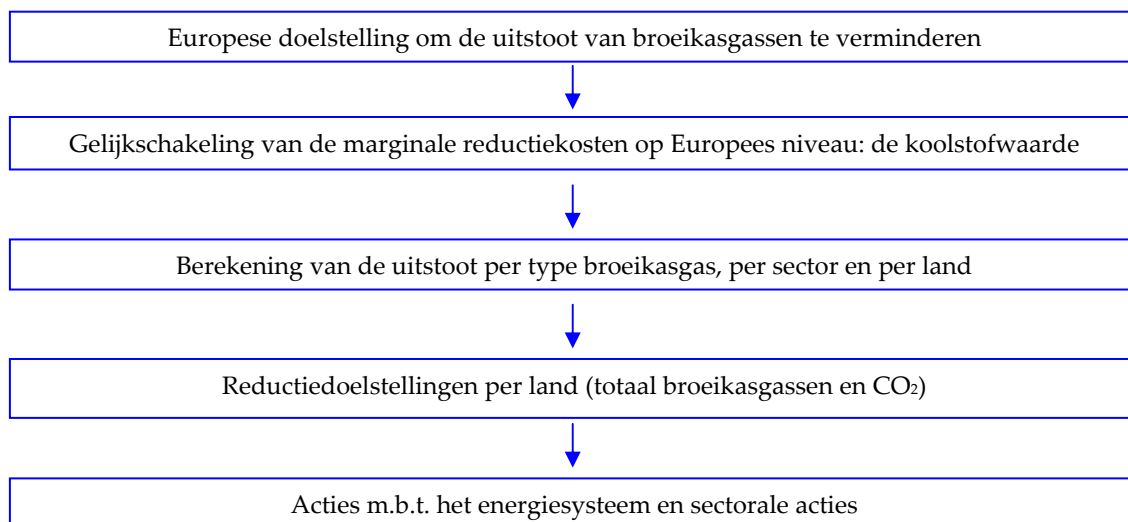 Europese doelstelling om de uitstoot van broeikasgassen te verminderen
Gelijkschakeling van de marginale reductiekosten op Europees niveau: de koolstofwaarde
Berekening van de uitstoot per type broeikasgas, per sector en per land
Reductiedoelstellingen per land (totaal broeikasgassen en CO₂)
Acties m.b.t. het energiesysteem en sectorale acties